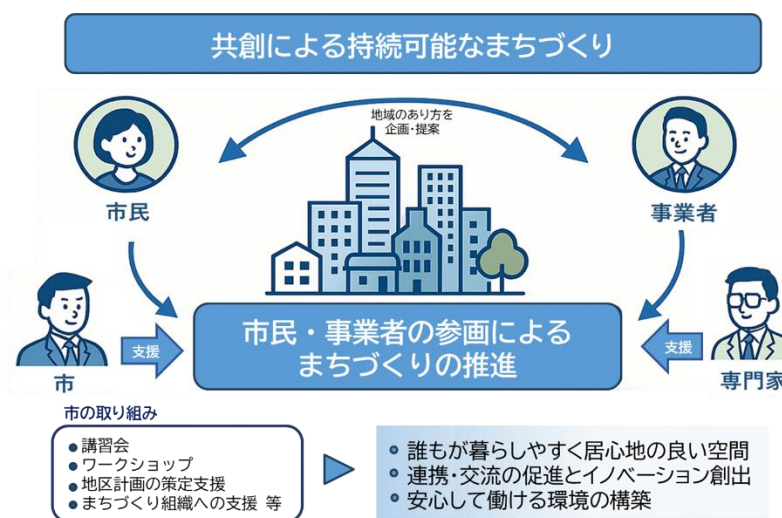 共創による持続可能なまちづくり
地域のあり方を
企画・提案
市民
事業者
市民・事業者の参画による
まちづくりの推進
支援
支援
市
専門家
市の取り組み
●講習会
●ワークショップ
●地区計画の策定支援
●まちづくり組織への支援 等
誰もが暮らしやすく居心地の良い空間
連携・交流の促進とイノベーション創出
安心して働ける環境の構築